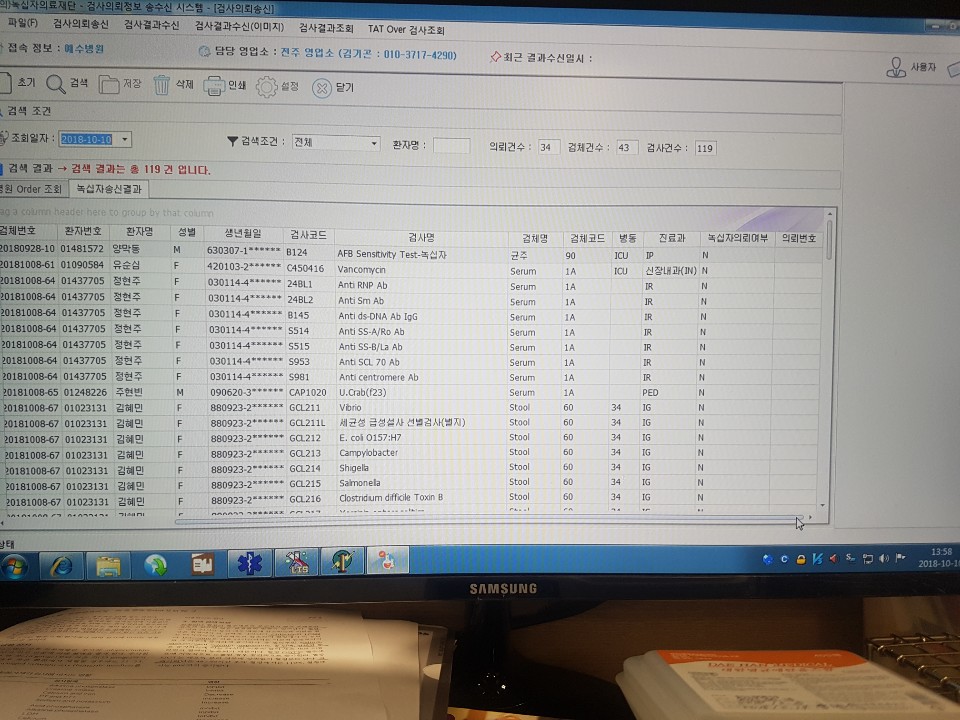 의)녹십자의료재단 - 검사의뢰정보 송수신 시스템 - [검사의뢰송신]
파일(F) 검사의뢰송신 검사결과수신 검사결과수신(이미지) 검사결과조회 TAT Over 검사조회
접속 정보 : 예수병원 담당 영업소 : 전주 영업소 (김기곤 : 010-3717-4290) 최근 결과수신일시 : 사용자
초기 검색 저장 삭제 인쇄 설정 닫기
검색 조건
조회일자 : 2018-10-10 검색조건 : 전체 환자명 : 의뢰건수 : 34 검체건수 : 43 검사건수 : 119
검색 결과 → 검색 결과는 총 119 건 입니다.
병원 Order 조회 녹십자송신결과
ag a column header here to group by that column
검체번호 환자번호 환자명 성별 생년월일 검사코드 검사명 검체명 검체코드 병동 진료과 녹십자의뢰여부 의뢰번호
20180928-10 01481572 양막동 M 630307-1****** B124 AFB Sensitivity Test-녹십자 균주 90 ICU IP N
20181008-61 01090584 유순십 F 420103-2****** C450416 Vancomycin Serum 1A ICU 신장내과(IN) N
20181008-64 01437705 정현주 F 030114-4****** 24BL1 Anti RNP Ab Serum 1A IR N
20181008-64 01437705 정현주 F 030114-4****** 24BL2 Anti Sm Ab Serum 1A IR N
20181008-64 01437705 정현주 F 030114-4****** B145 Anti ds-DNA Ab IgG Serum 1A IR N
20181008-64 01437705 정현주 F 030114-4****** S514 Anti SS-A/Ro Ab Serum 1A IR N
20181008-64 01437705 정현주 F 030114-4****** S515 Anti SS-B/La Ab Serum 1A IR N
20181008-64 01437705 정현주 F 030114-4****** S953 Anti SCL 70 Ab Serum 1A IR N
20181008-64 01437705 정현주 F 030114-4****** S981 Anti centromere Ab Serum 1A IR N
20181008-65 01248226 주현빈 M 090620-3****** CAP1020 U.Crab(f23) Serum 1A PED N
20181008-67 01023131 김혜민 F 880923-2****** GCL211 Vibrio Stool 60 34 IG N
20181008-67 01023131 김혜민 F 880923-2****** GCL211L 세균성 급성설사 선별검사(별지) Stool 60 34 IG N
20181008-67 01023131 김혜민 F 880923-2****** GCL212 E. coli O157:H7 Stool 60 34 IG N
20181008-67 01023131 김혜민 F 880923-2****** GCL213 Campylobacter Stool 60 34 IG N
20181008-67 01023131 김혜민 F 880923-2****** GCL214 Shigella Stool 60 34 IG N
20181008-67 01023131 김혜민 F 880923-2****** GCL215 Salmonella Stool 60 34 IG N
20181008-67 01023131 김혜민 F 880923-2****** GCL216 Clostridium difficile Toxin B Stool 60 34 IG N
상태
13:58
2018-10-10
SAMSUNG
DAE HAN MEDICAL